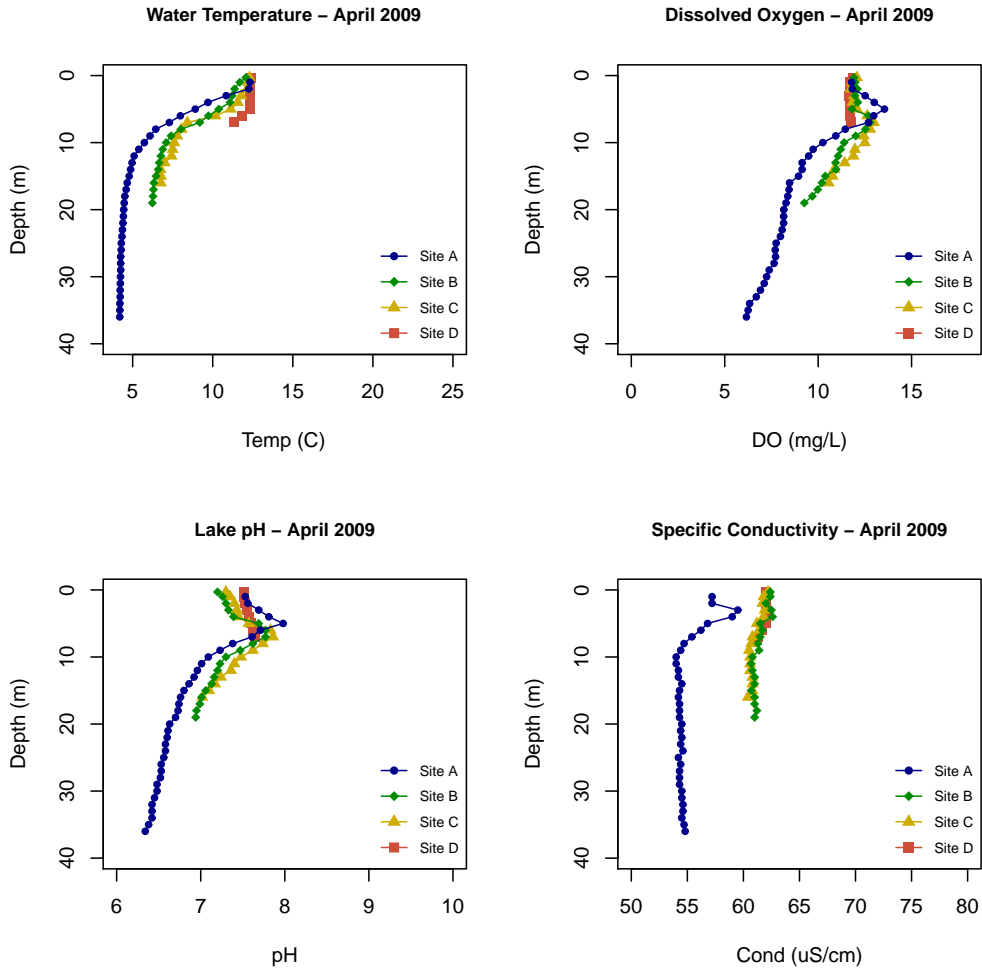 Water Temperature − April 2009
0
10
20
30
40
Depth (m)
Site A
Site B
Site C
Site D
5 10 15 20 25
Temp (C)
Dissolved Oxygen − April 2009
0
10
20
30
40
Depth (m)
Site A
Site B
Site C
Site D
0 5 10 15
DO (mg/L)
Lake pH − April 2009
0
10
20
30
40
Depth (m)
Site A
Site B
Site C
Site D
6 7 8 9 10
pH
Specific Conductivity − April 2009
0
10
20
30
40
Depth (m)
Site A
Site B
Site C
Site D
50 55 60 65 70 75 80
Cond (uS/cm)